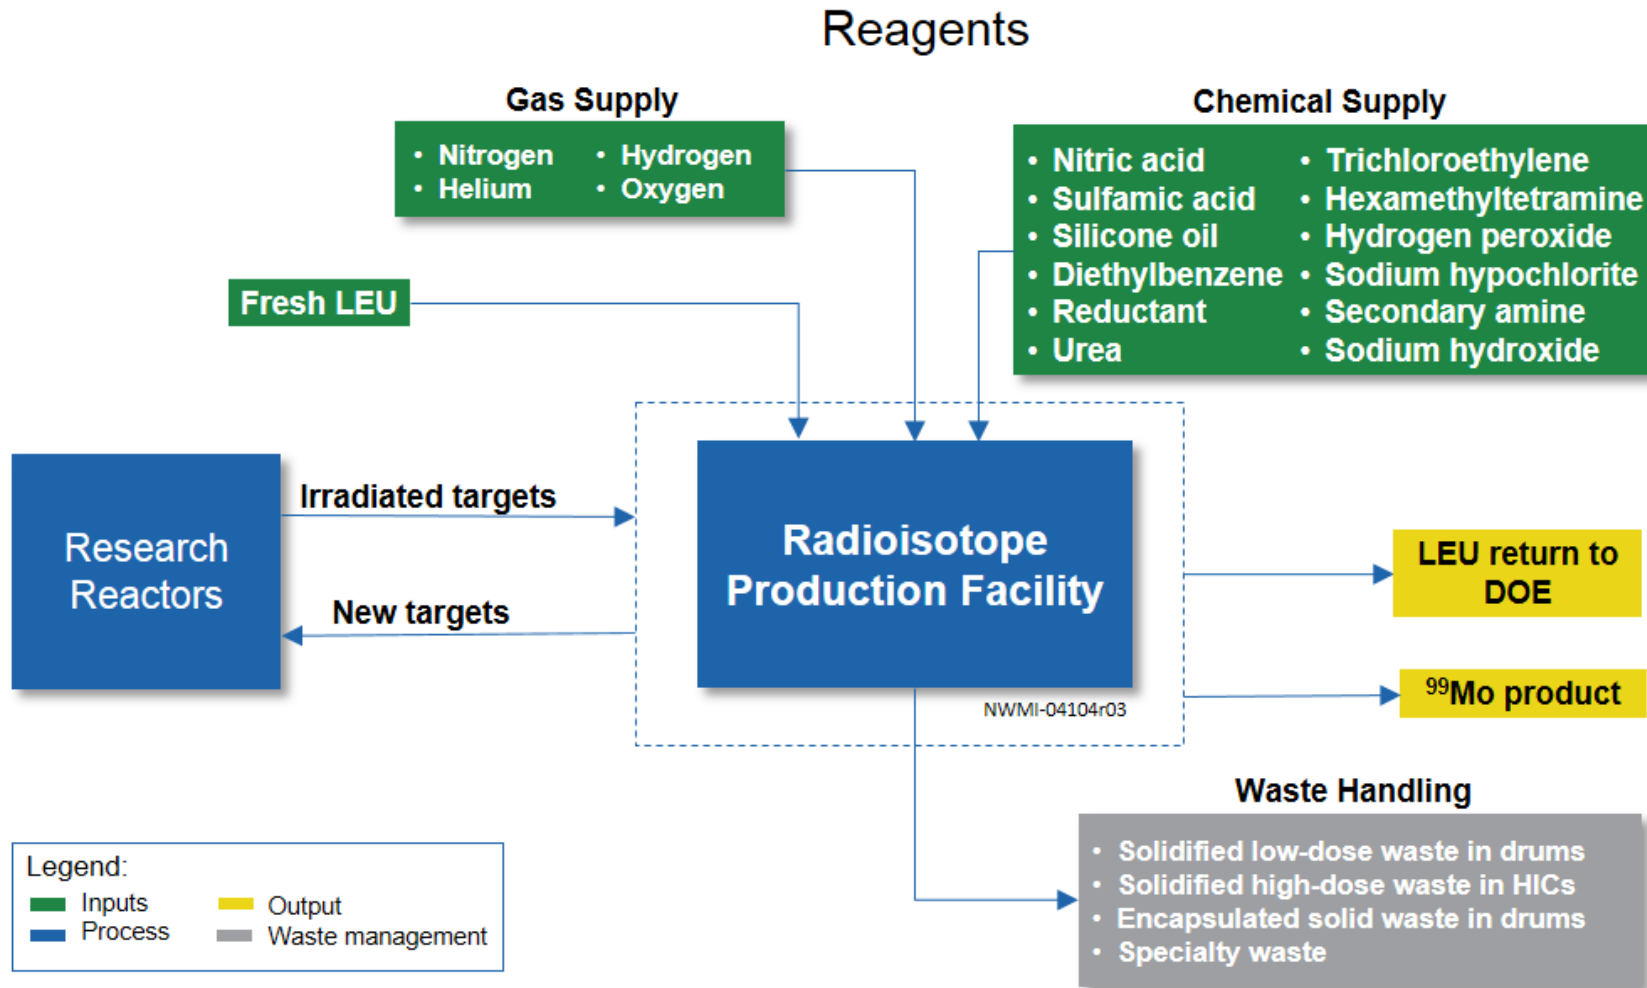 Reagents
Gas Supply
• Nitrogen
• Helium
• Hydrogen
• Oxygen
Chemical Supply
• Nitric acid
• Sulfamic acid
• Silicone oil
• Diethylbenzene
• Reductant
• Urea
• Trichloroethylene
• Hexamethyltetramine
• Hydrogen peroxide
• Sodium hypochlorite
• Secondary amine
• Sodium hydroxide
Fresh LEU
Research
Reactors
Irradiated targets
New targets
Radioisotope
Production Facility
NWMI-04104r03
LEU return to
DOE
⁹⁹Mo product
Waste Handling
• Solidified low-dose waste in drums
• Solidified high-dose waste in HICs
• Encapsulated solid waste in drums
• Specialty waste
Legend:
Inputs
Process
Output
Waste management